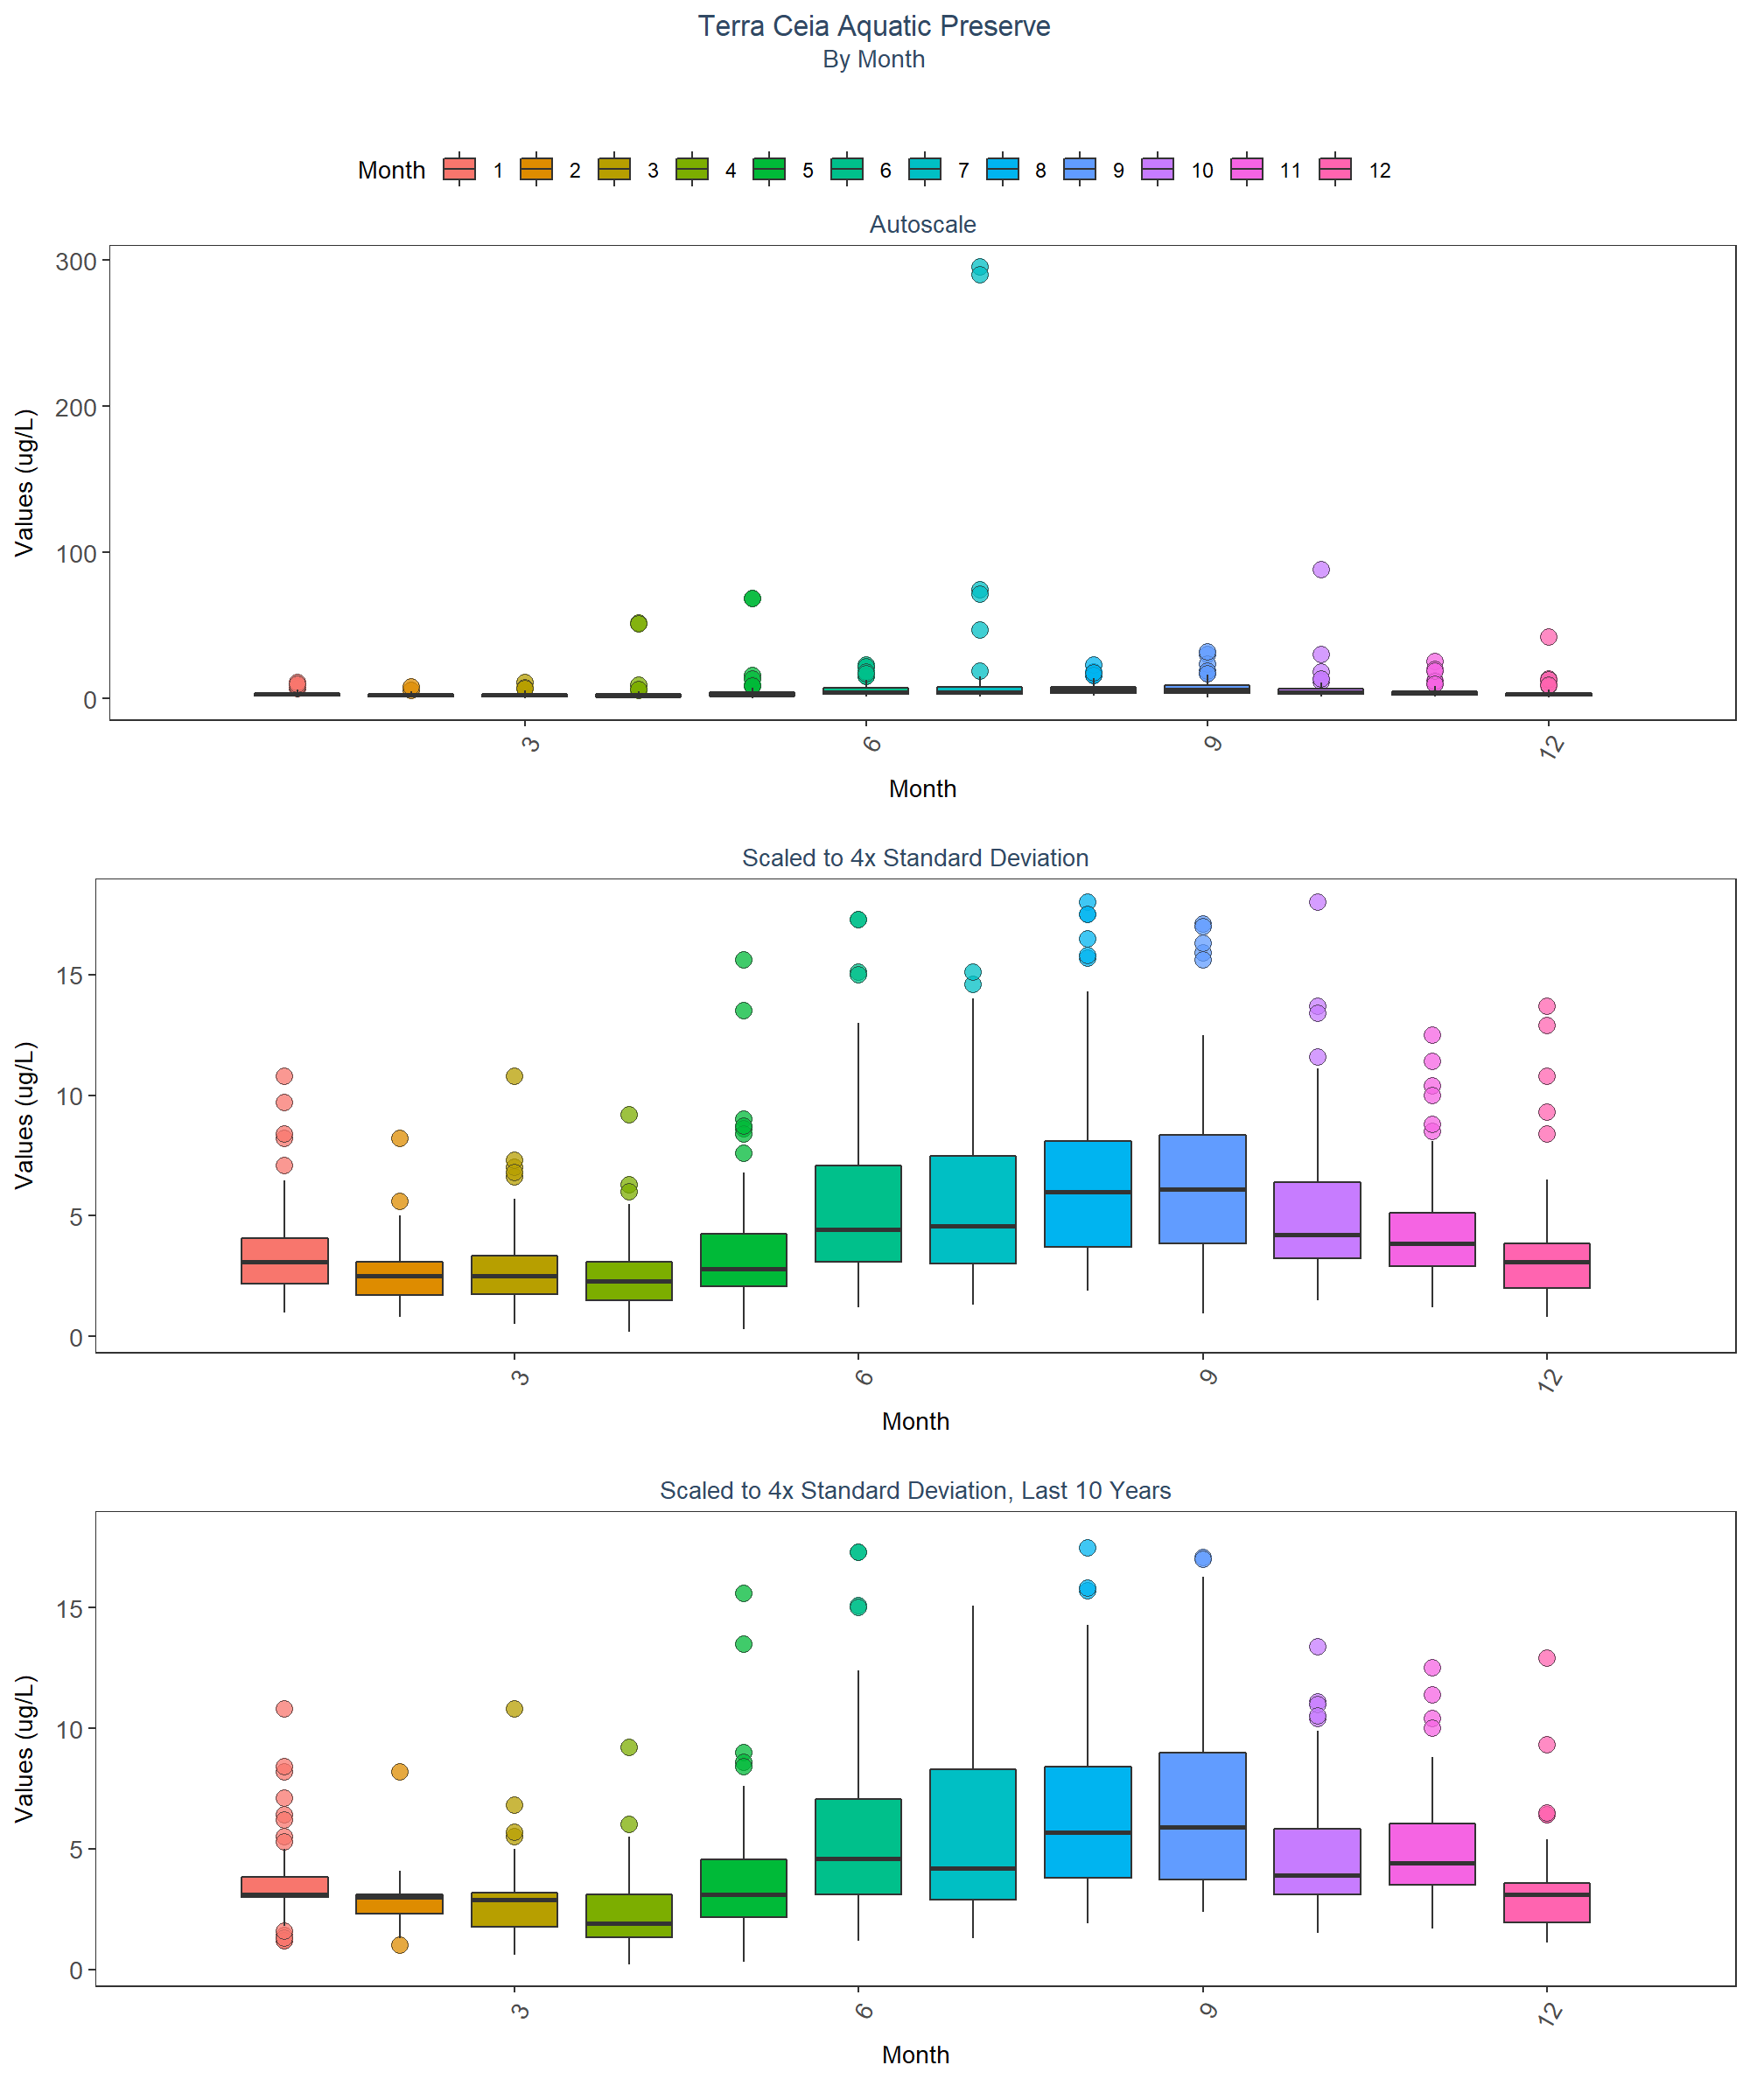 Terra Ceia Aquatic Preserve
By Month
Month 1 2 3 4 5 6 7 8 9 10 11 12
Autoscale
Values (ug/L)
300
200
100
0
3 6 9 12
Month
Scaled to 4x Standard Deviation
Values (ug/L)
15
10
5
0
3 6 9 12
Month
Scaled to 4x Standard Deviation, Last 10 Years
Values (ug/L)
15
10
5
0
3 6 9 12
Month